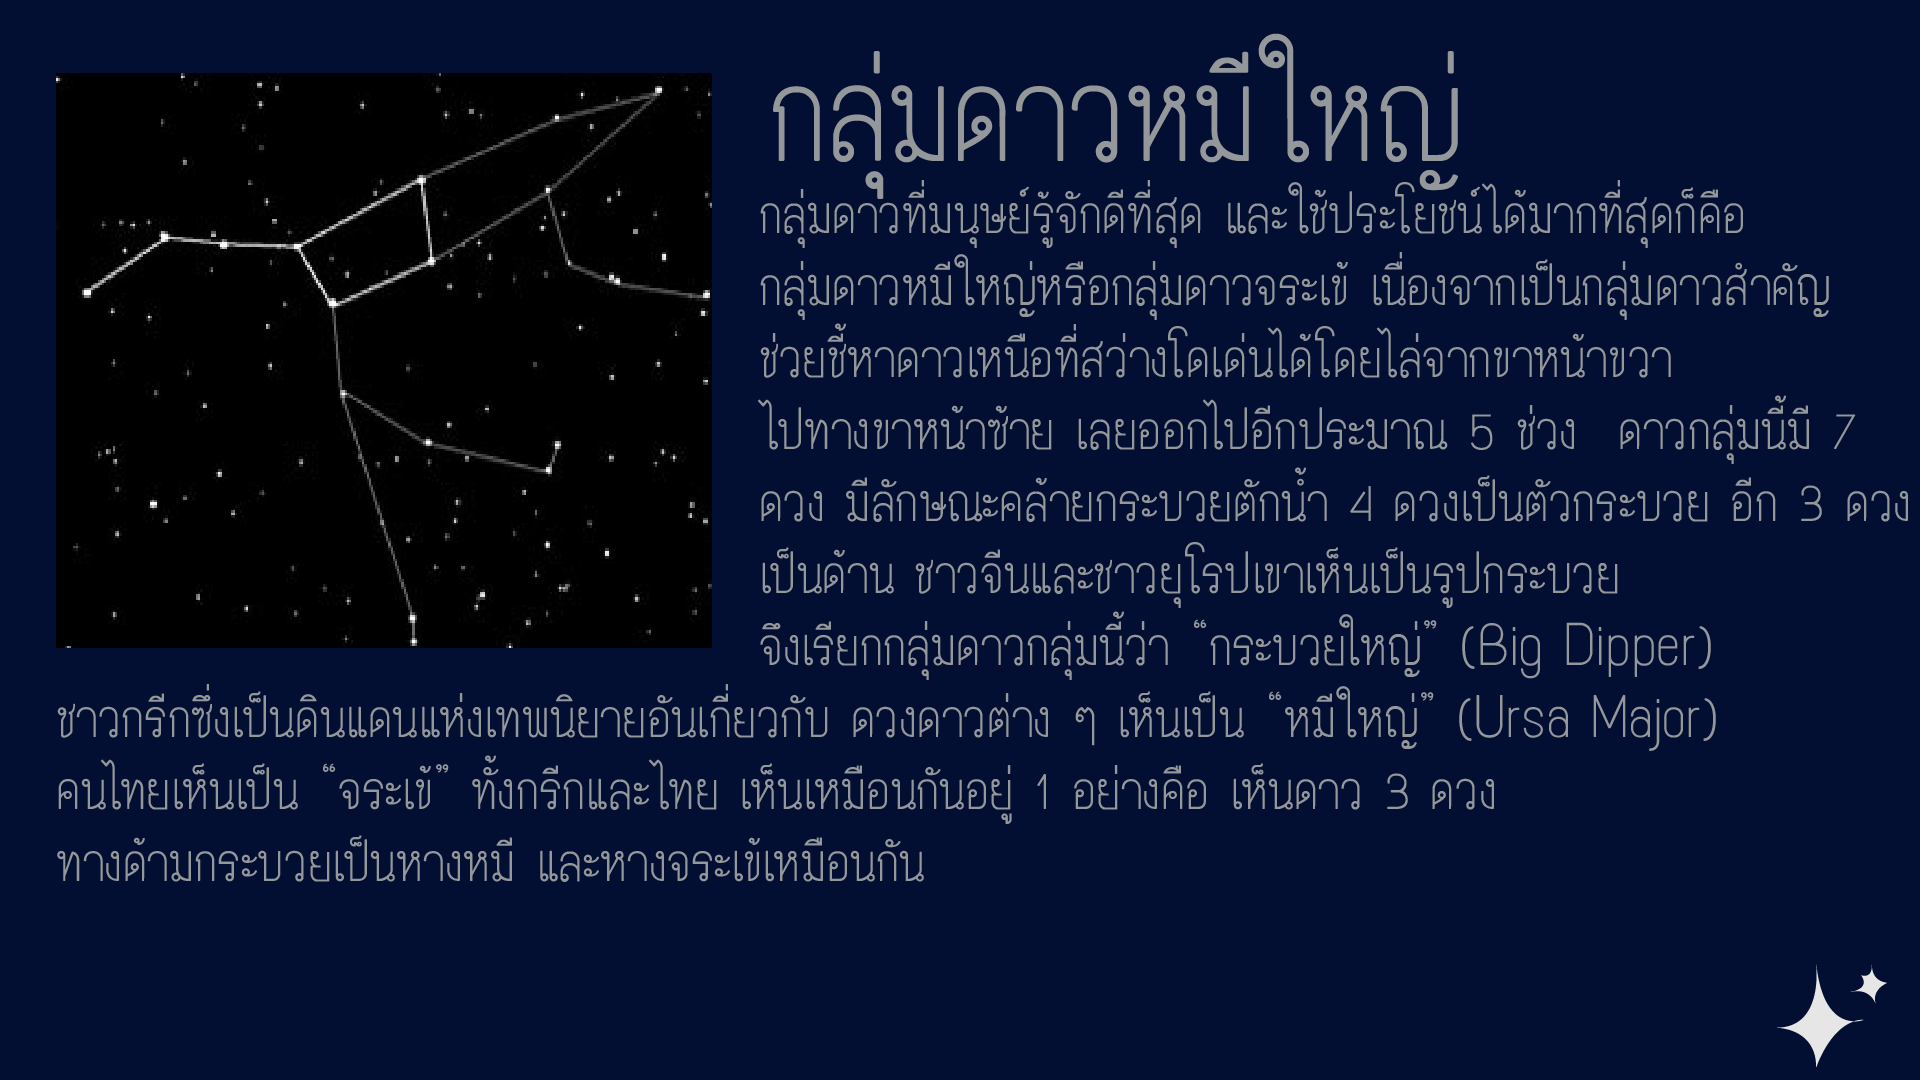 กลุ่มดาวหมีใหญ่
กลุ่มดาวที่มนุษย์รู้จักดีที่สุด และใช้ประโยชน์ได้มากที่สุดก็คือ
กลุ่มดาวหมีใหญ่หรือกลุ่มดาวจระเข้ เนื่องจากเป็นกลุ่มดาวสำคัญ
ช่วยชี้หาดาวเหนือที่สว่างโดเด่นได้โดยไล่จากขาหน้าขวา
ไปทางขาหน้าซ้าย เลยออกไปอีกประมาณ 5 ช่วง ดาวกลุ่มนี้มี 7
ดวง มีลักษณะคล้ายกระบวยตักน้ำ 4 ดวงเป็นตัวกระบวย อีก 3 ดวง
เป็นด้าน ชาวจีนและชาวยุโรปเขาเห็นเป็นรูปกระบวย
จึงเรียกกลุ่มดาวกลุ่มนี้ว่า “กระบวยใหญ่” (Big Dipper)
ชาวกรีกซึ่งเป็นดินแดนแห่งเทพนิยายอันเกี่ยวกับ ดวงดาวต่าง ๆ เห็นเป็น “หมีใหญ่” (Ursa Major)
คนไทยเห็นเป็น “จระเข้” ทั้งกรีกและไทย เห็นเหมือนกันอยู่ 1 อย่างคือ เห็นดาว 3 ดวง
ทางด้ามกระบวยเป็นหางหมี และหางจระเข้เหมือนกัน